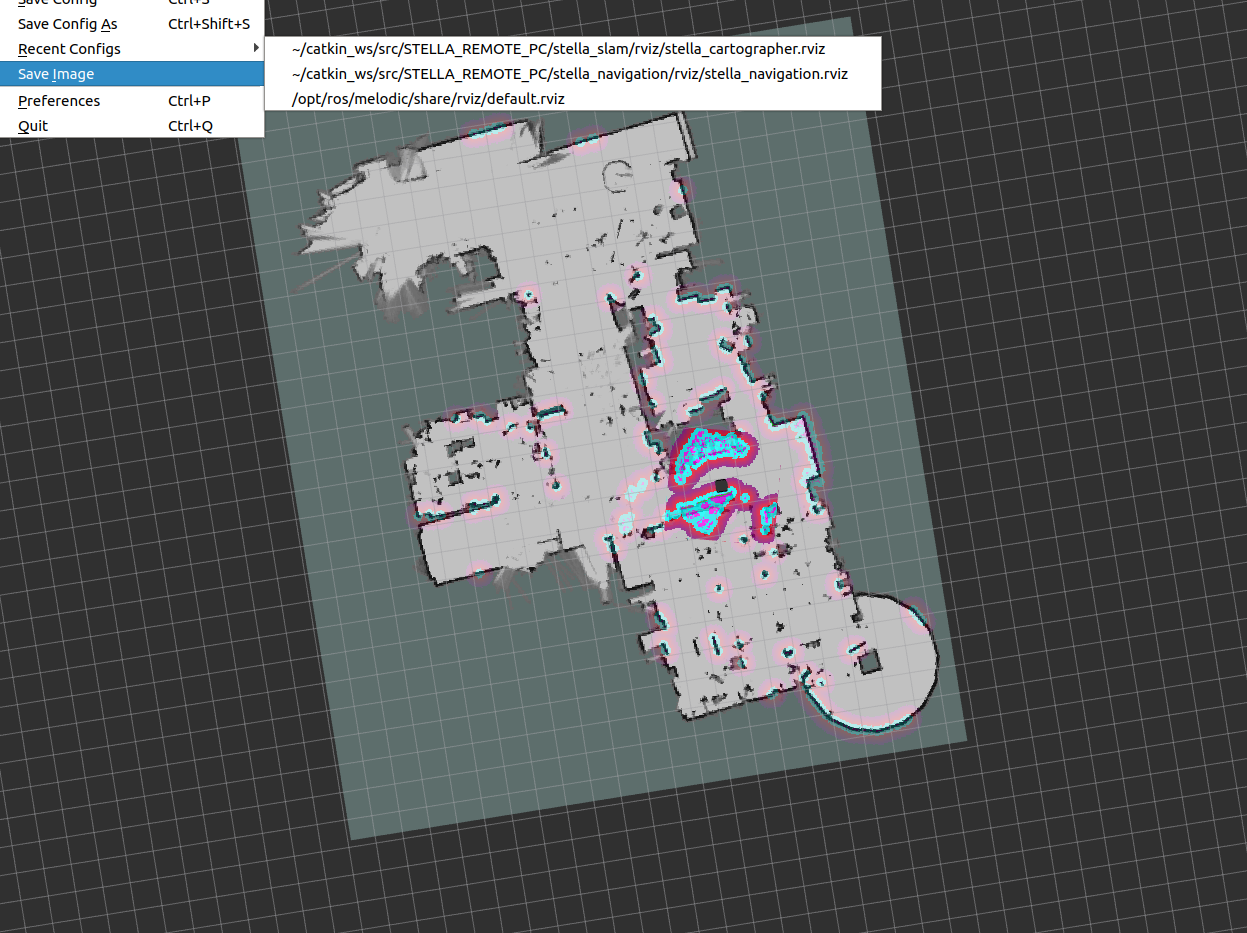 Save Config Ctrl+S
Save Config As Ctrl+Shift+S
Recent Configs
~/catkin_ws/src/STELLA_REMOTE_PC/stella_slam/rviz/stella_cartographer.rviz
Save Image
~/catkin_ws/src/STELLA_REMOTE_PC/stella_navigation/rviz/stella_navigation.rviz
Preferences Ctrl+P
/opt/ros/melodic/share/rviz/default.rviz
Quit Ctrl+Q